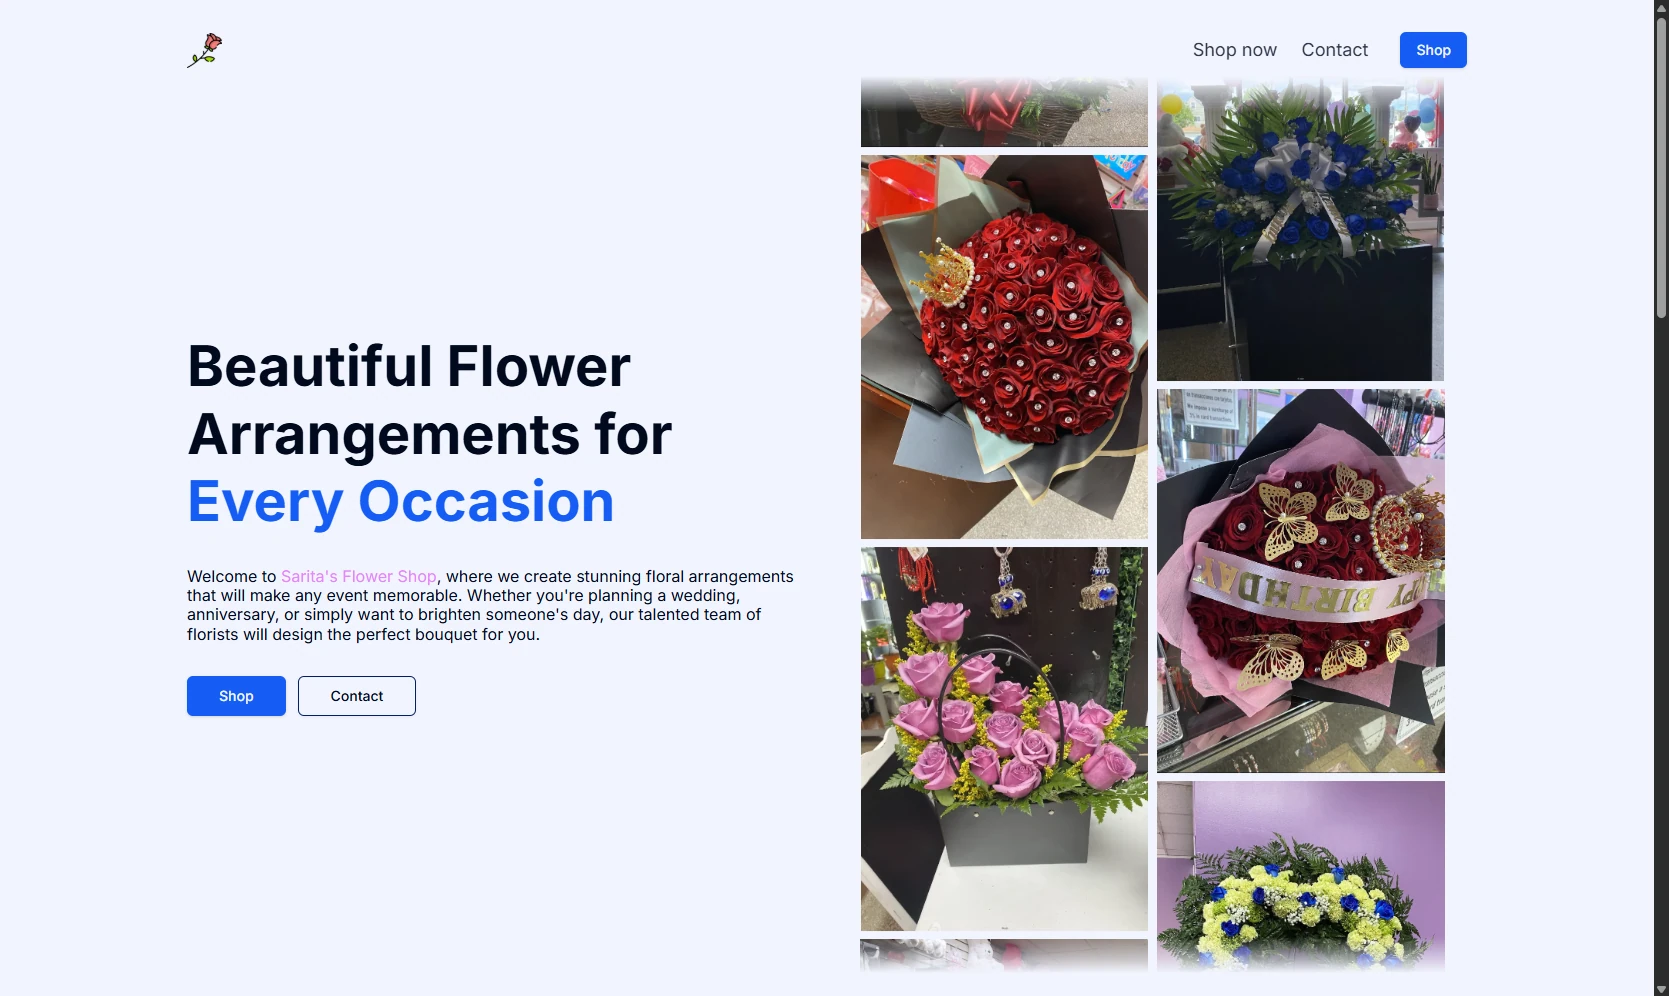 Shop now
Contact
Shop
Beautiful Flower
Arrangements for
Every Occasion
Welcome to Sarita's Flower Shop, where we create stunning floral arrangements
that will make any event memorable. Whether you're planning a wedding,
anniversary, or simply want to brighten someone's day, our talented team of
florists will design the perfect bouquet for you.
Shop
Contact
BIRTHDAY